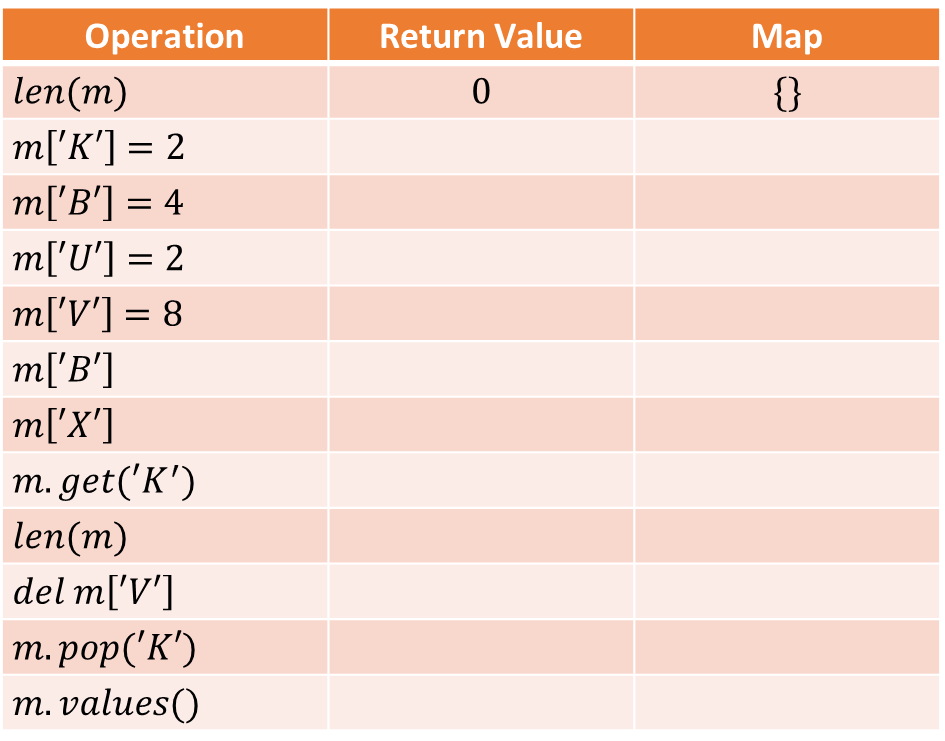 Operation Return Value Map
len(m) 0 {}
m['K'] = 2
m['B'] = 4
m['U'] = 2
m['V'] = 8
m['B']
m['X']
m.get('K')
len(m)
del m['V']
m.pop('K')
m.values()